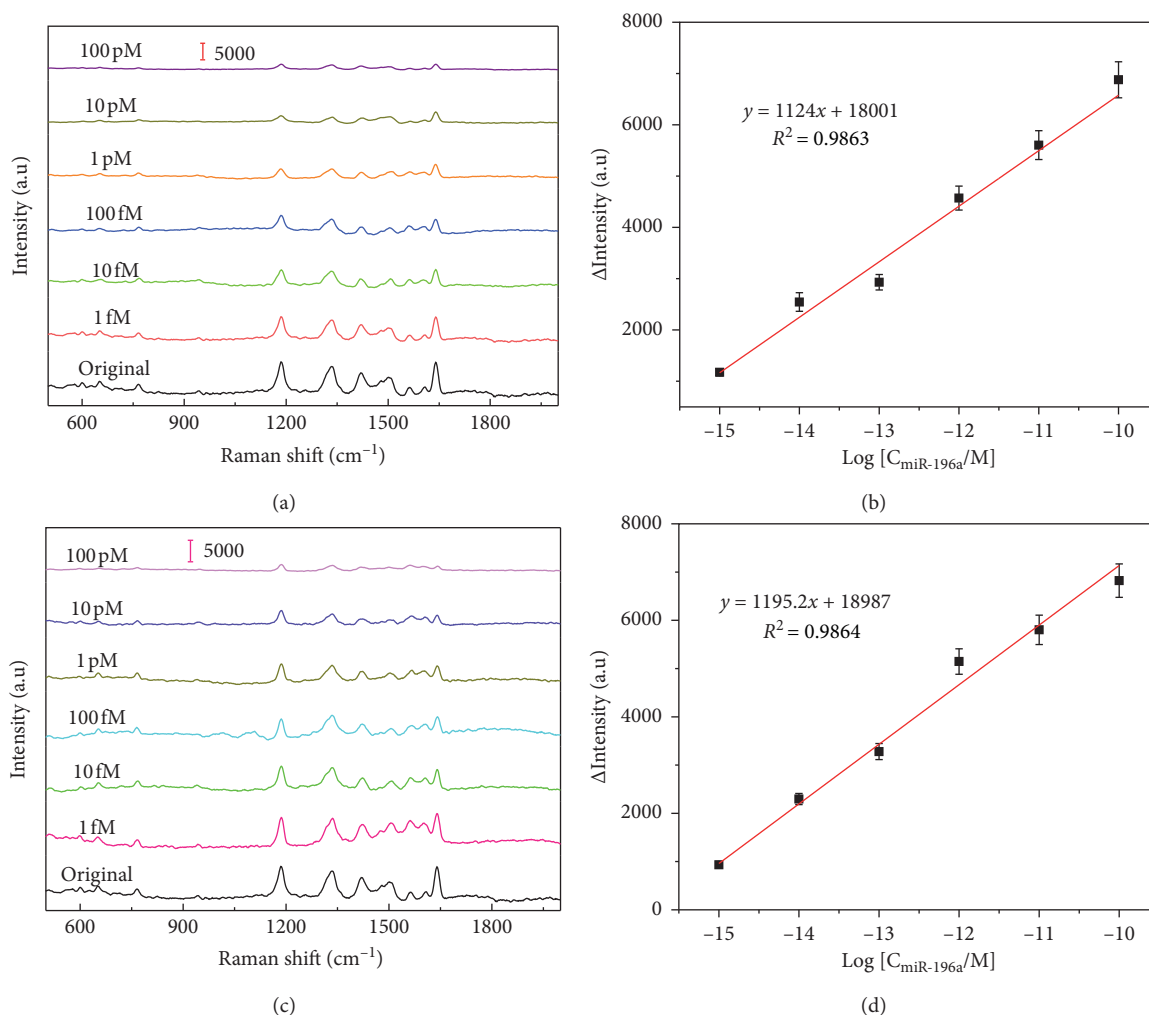 100 pM
5000
10 pM
1 pM
100 fM
10 fM
1 fM
Original
Intensity (a.u)
600 900 1200 1500 1800
Raman shift (cm⁻¹)
(a)
8000
6000
4000
2000
ΔIntensity (a.u)
y = 1124x + 18001
R² = 0.9863
−15 −14 −13 −12 −11 −10
Log [C_miR-196a/M]
(b)
100 pM
5000
10 pM
1 pM
100 fM
10 fM
1 fM
Original
Intensity (a.u)
600 900 1200 1500 1800
Raman shift (cm⁻¹)
(c)
8000
6000
4000
2000
0
ΔIntensity (a.u)
y = 1195.2x + 18987
R² = 0.9864
−15 −14 −13 −12 −11 −10
Log [C_miR-196a/M]
(d)